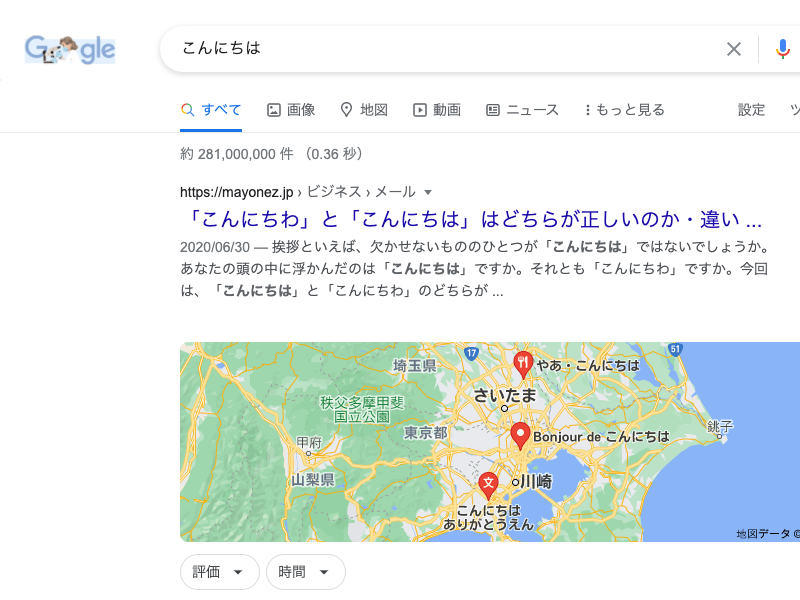 Google
こんにちは
すべて 画像 地図 動画 ニュース もっと見る 設定
約 281,000,000 件 （0.36 秒）
https://mayonez.jp › ビジネス › メール
「こんにちわ」と「こんにちは」はどちらが正しいのか・違い ...
2020/06/30 — 挨拶といえば、欠かせないもののひとつが「こんにちは」ではないでしょうか。
あなたの頭の中に浮かんだのは「こんにちは」ですか。それとも「こんにちわ」ですか。今回
は、「こんにちは」と「こんにちわ」のどちらが ...
17
51
埼玉県
やあ・こんにちは
さいたま
秩父多摩甲斐
国立公園
東京都
銚子
甲府
Bonjour de こんにちは
山梨県
文
川崎
こんにちは
ありがとうえん
地図データ ©
評価
時間